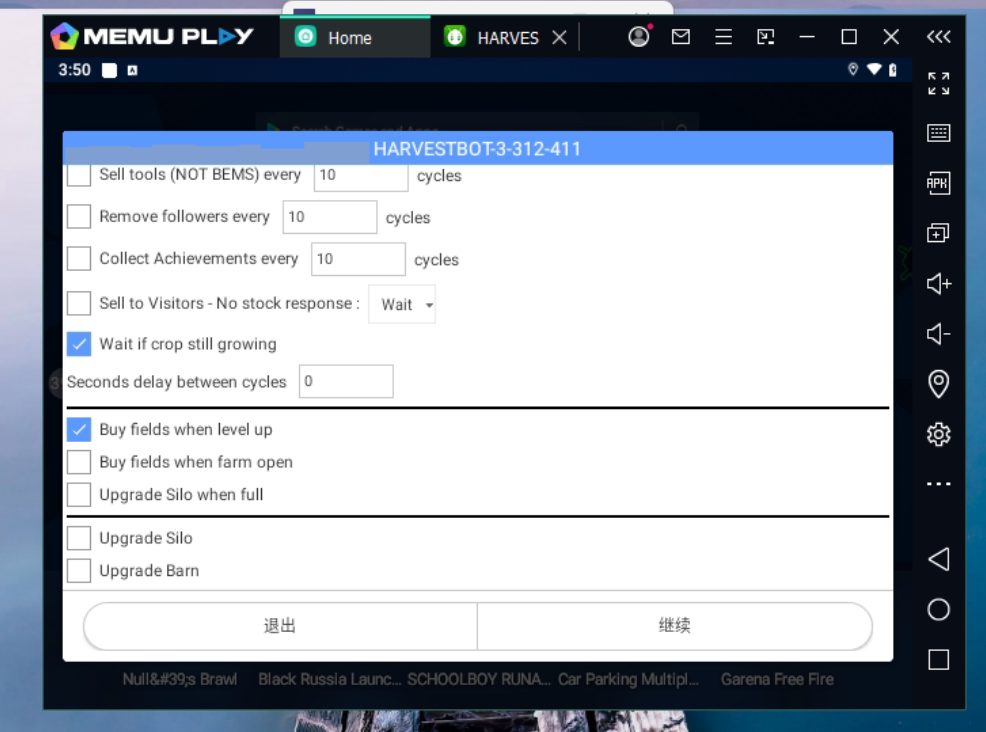 MEMU PLAY Home HARVES
3:50
Search Games and Apps
HARVESTBOT-3-312-411
Sell tools (NOT BEMS) every 10 cycles
Remove followers every 10 cycles
Collect Achievements every 10 cycles
Sell to Visitors - No stock response : Wait
Wait if crop still growing
Seconds delay between cycles 0
Buy fields when level up
Buy fields when farm open
Upgrade Silo when full
Upgrade Silo
Upgrade Barn
退出 继续
Null&#39;s Brawl Black Russia Launc... SCHOOLBOY RUNA... Car Parking Multipl... Garena Free Fire